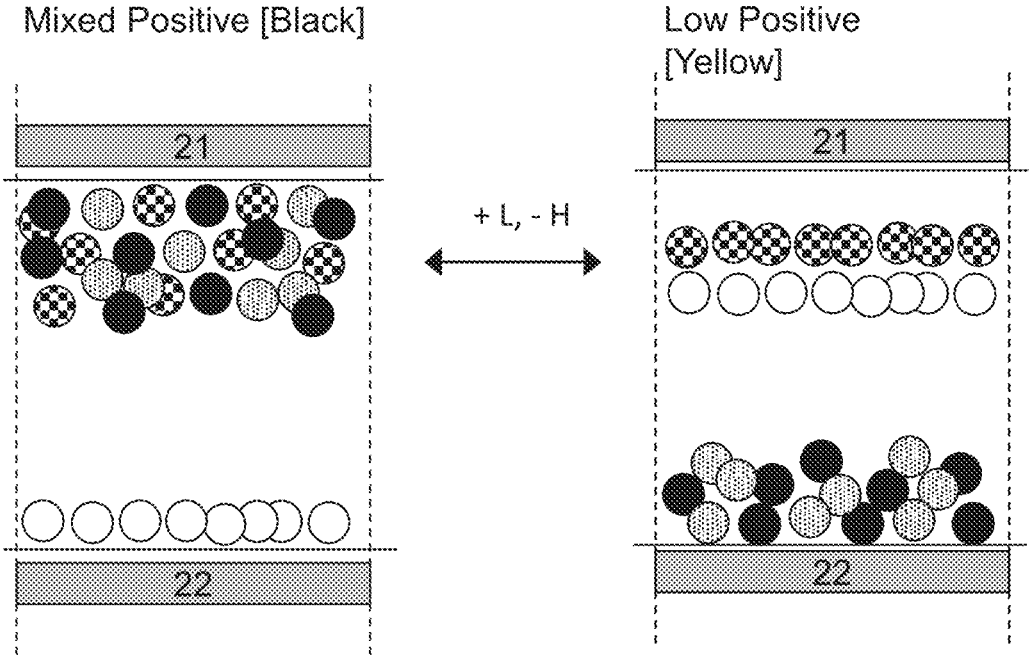 Mixed Positive [Black]
Low Positive
[Yellow]
21
21
+ L, - H
22
22